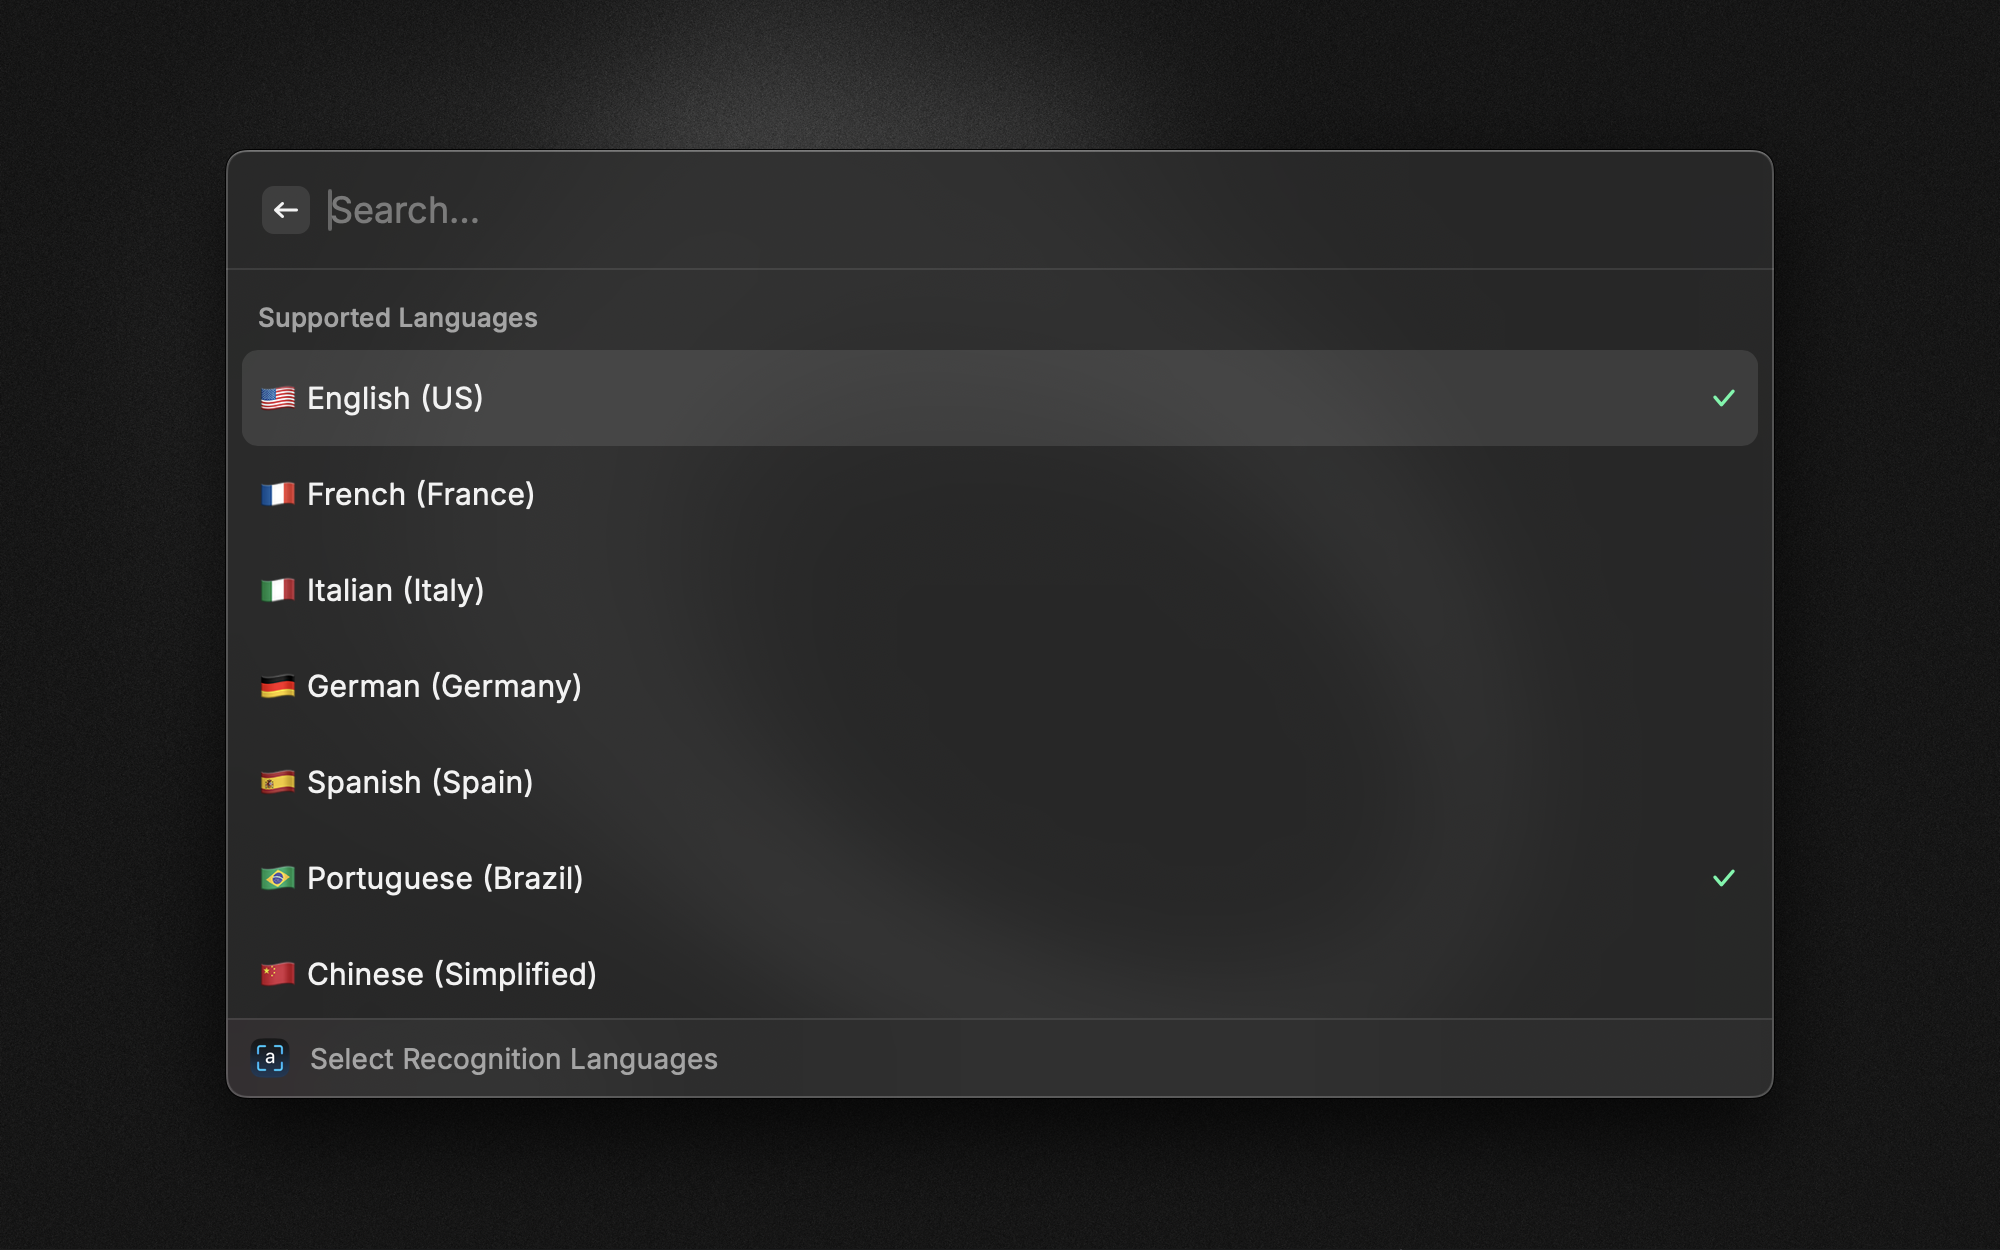 Search...
Supported Languages
English (US)
French (France)
Italian (Italy)
German (Germany)
Spanish (Spain)
Portuguese (Brazil)
Chinese (Simplified)
a
Select Recognition Languages